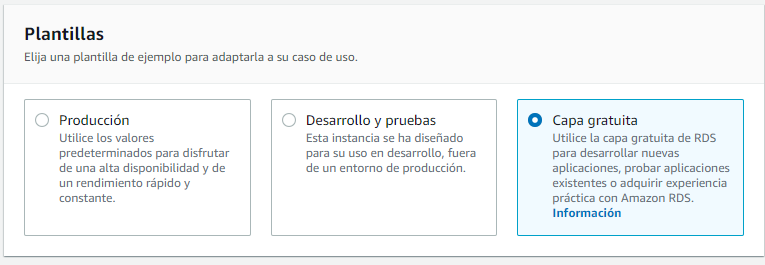 Plantillas
Elija una plantilla de ejemplo para adaptarla a su caso de uso.
Producción
Utilice los valores
predeterminados para disfrutar
de una alta disponibilidad y de
un rendimiento rápido y
constante.
Desarrollo y pruebas
Esta instancia se ha diseñado
para su uso en desarrollo, fuera
de un entorno de producción.
Capa gratuita
Utilice la capa gratuita de RDS
para desarrollar nuevas
aplicaciones, probar aplicaciones
existentes o adquirir experiencia
práctica con Amazon RDS.
Información